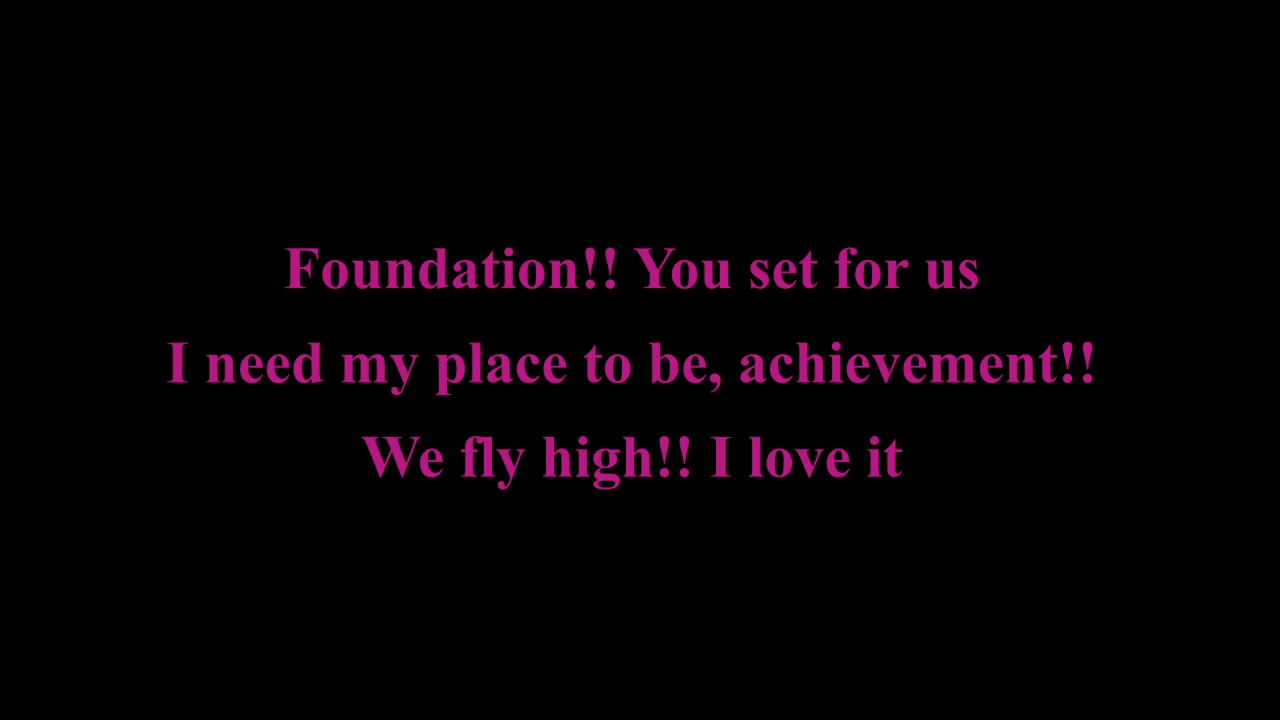 Foundation!! You set for us
I need my place to be, achievement!!
We fly high!! I love it